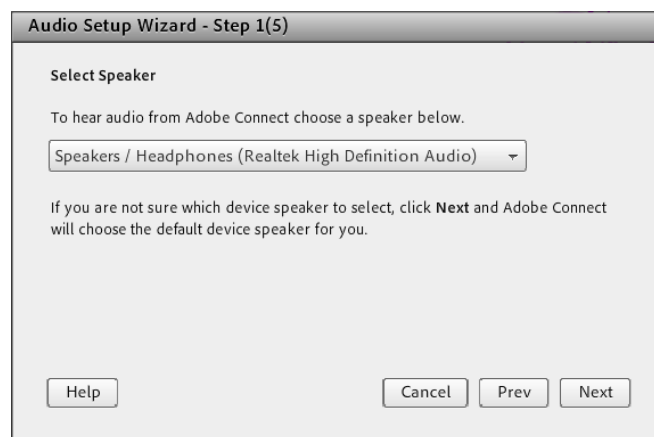 Audio Setup Wizard - Step 1(5)
Select Speaker
To hear audio from Adobe Connect choose a speaker below.
Speakers / Headphones (Realtek High Definition Audio)
If you are not sure which device speaker to select, click Next and Adobe Connect
will choose the default device speaker for you.
Help
Cancel
Prev
Next